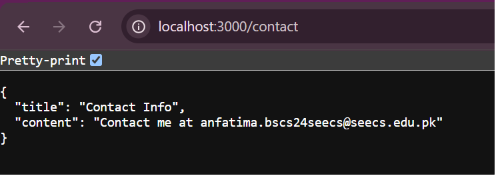 localhost:3000/contact
Pretty-print
{
"title": "Contact Info",
"content": "Contact me at anfatima.bscs24seecs@seecs.edu.pk"
}